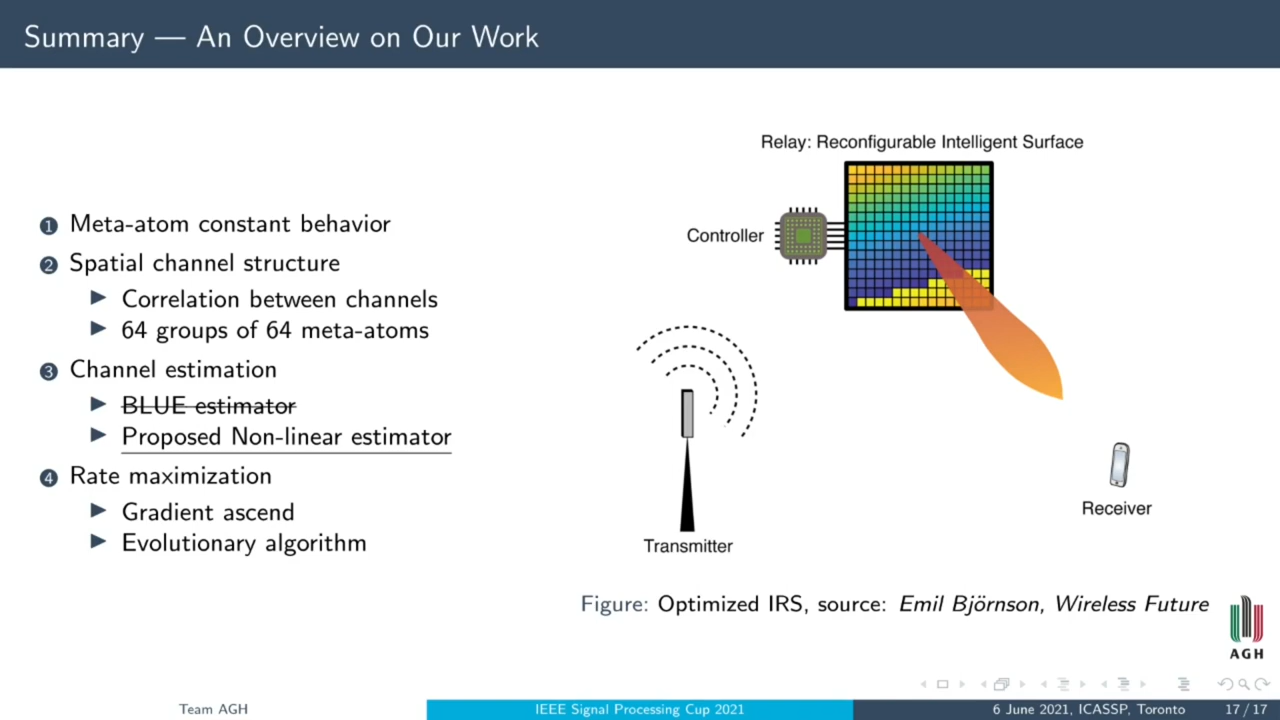 Summary — An Overview on Our Work
1 Meta-atom constant behavior
2 Spatial channel structure
Correlation between channels
64 groups of 64 meta-atoms
3 Channel estimation
BLUE estimator
Proposed Non-linear estimator
4 Rate maximization
Gradient ascend
Evolutionary algorithm
Relay: Reconfigurable Intelligent Surface
Controller
Transmitter
Receiver
Figure: Optimized IRS, source: Emil Björnson, Wireless Future
AGH
Team AGH
IEEE Signal Processing Cup 2021
6 June 2021, ICASSP, Toronto
17 / 17